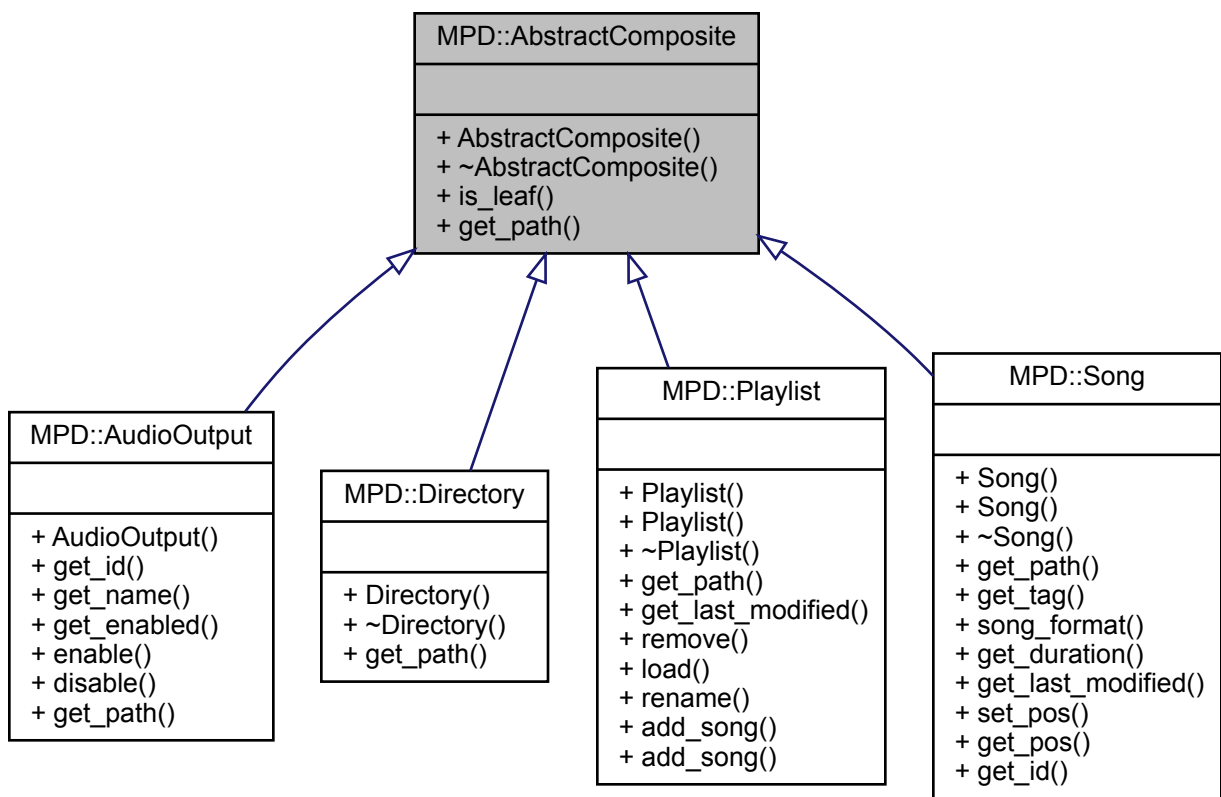 MPD::AbstractComposite
+ AbstractComposite()
+ ~AbstractComposite()
+ is_leaf()
+ get_path()
MPD::AudioOutput
+ AudioOutput()
+ get_id()
+ get_name()
+ get_enabled()
+ enable()
+ disable()
+ get_path()
MPD::Directory
+ Directory()
+ ~Directory()
+ get_path()
MPD::Playlist
+ Playlist()
+ Playlist()
+ ~Playlist()
+ get_path()
+ get_last_modified()
+ remove()
+ load()
+ rename()
+ add_song()
+ add_song()
MPD::Song
+ Song()
+ Song()
+ ~Song()
+ get_path()
+ get_tag()
+ song_format()
+ get_duration()
+ get_last_modified()
+ set_pos()
+ get_pos()
+ get_id()